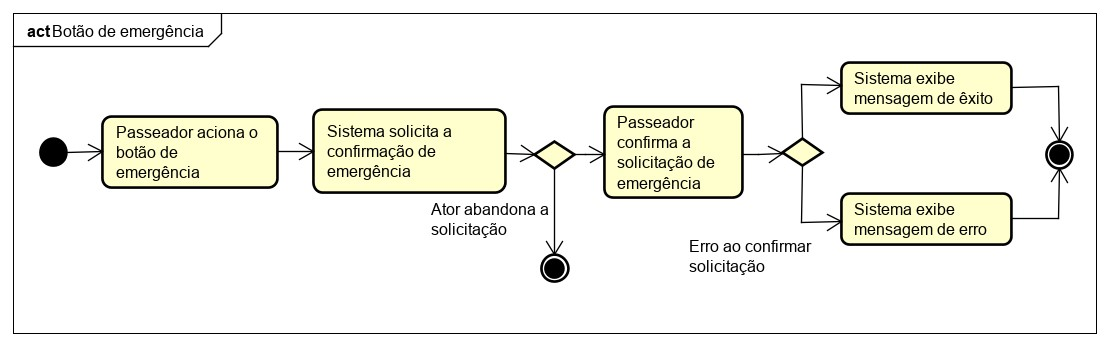 act Botão de emergência
Passeador aciona o
botão de
emergência
Sistema solicita a
confirmação de
emergência
Ator abandona a
solicitação
Passeador
confirma a
solicitação de
emergência
Erro ao confirmar
solicitação
Sistema exibe
mensagem de êxito
Sistema exibe
mensagem de erro